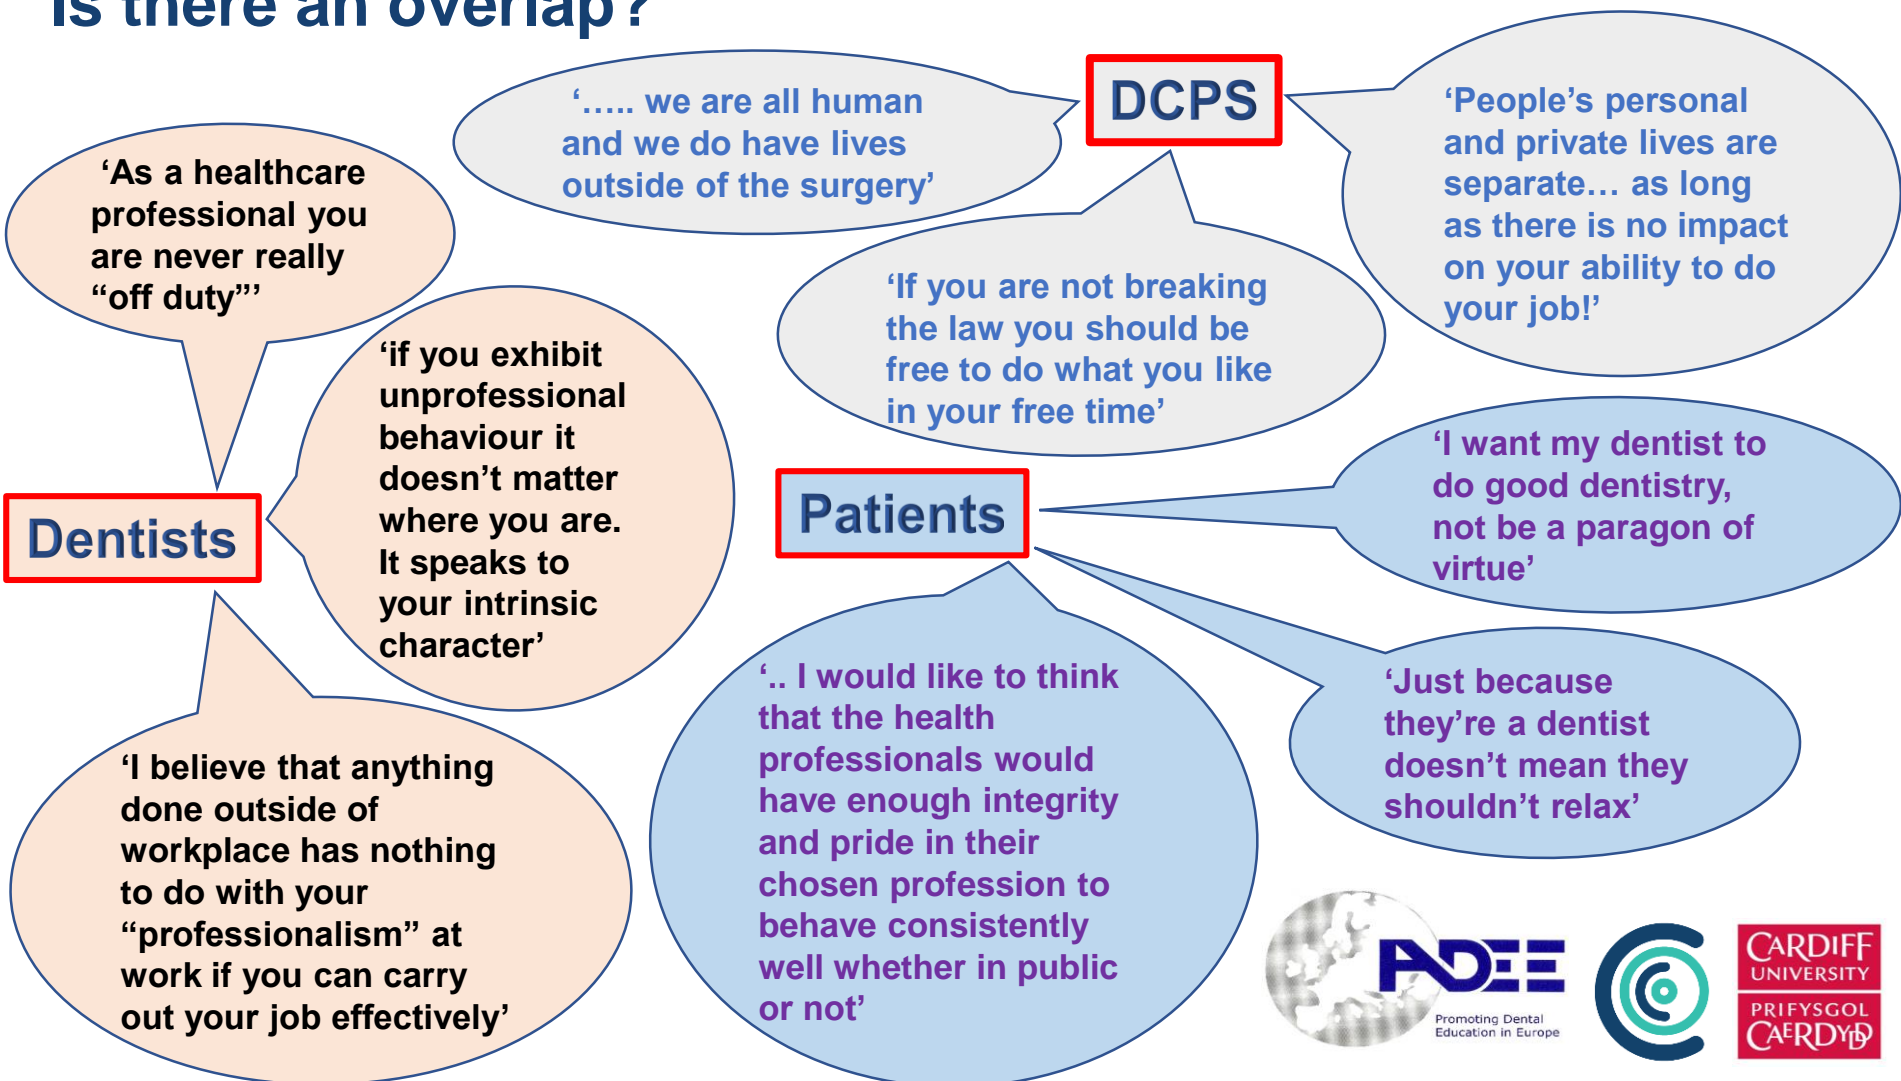 Is there an overlap?
DCPS
‘….. we are all human
and we do have lives
outside of the surgery’
‘People’s personal
and private lives are
separate… as long
as there is no impact
on your ability to do
your job!’
‘If you are not breaking
the law you should be
free to do what you like
in your free time’
‘As a healthcare
professional you
are never really
“off duty”’
‘if you exhibit
unprofessional
behaviour it
doesn’t matter
where you are.
It speaks to
your intrinsic
character’
Dentists
‘I believe that anything
done outside of
workplace has nothing
to do with your
“professionalism” at
work if you can carry
out your job effectively’
Patients
‘I want my dentist to
do good dentistry,
not be a paragon of
virtue’
‘Just because
they’re a dentist
doesn’t mean they
shouldn’t relax’
‘.. I would like to think
that the health
professionals would
have enough integrity
and pride in their
chosen profession to
behave consistently
well whether in public
or not’
ADEE
Promoting Dental
Education in Europe
CARDIFF
UNIVERSITY
PRIFYSGOL
CAERDYDD